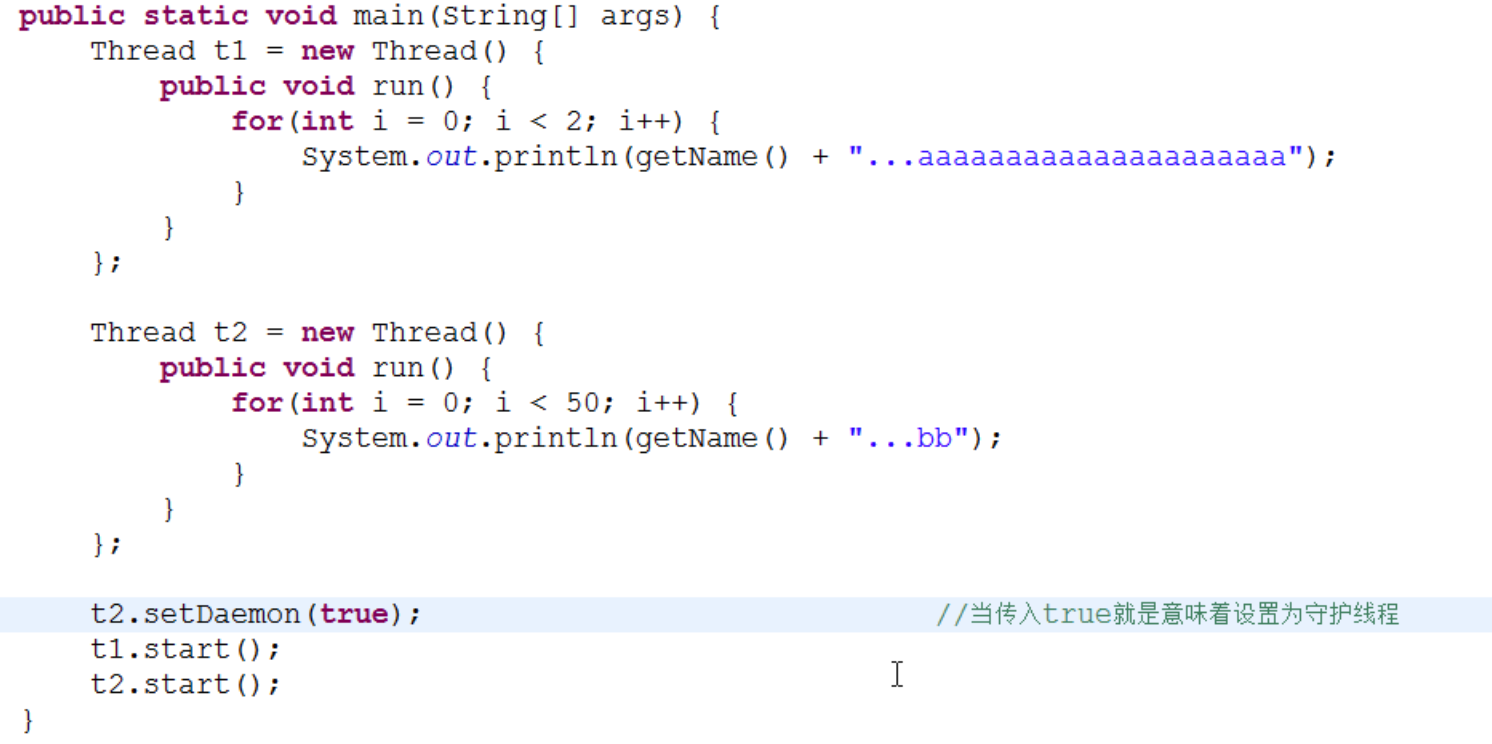 public static void main(String[] args) {
    Thread t1 = new Thread() {
        public void run() {
            for(int i = 0; i < 2; i++) {
                System.out.println(getName() + "...aaaaaaaaaaaaaaaaaaaaa");
            }
        }
    };

    Thread t2 = new Thread() {
        public void run() {
            for(int i = 0; i < 50; i++) {
                System.out.println(getName() + "...bb");
            }
        }
    };

    t2.setDaemon(true);                             //当传入true就是意味着设置为守护线程
    t1.start();
    t2.start();
}